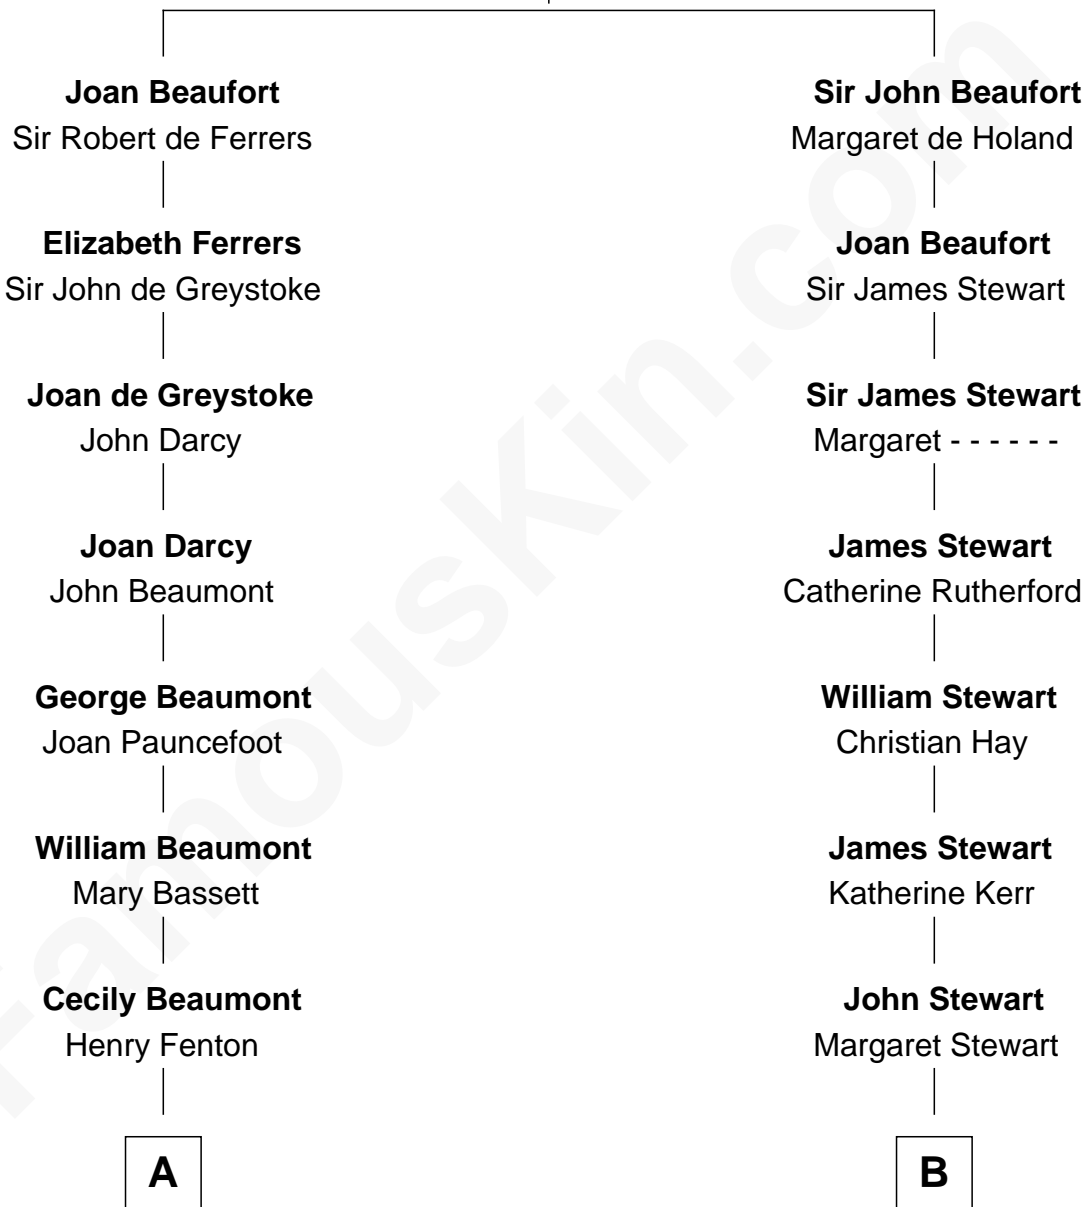 Joan Beaufort
Sir Robert de Ferrers
Elizabeth Ferrers
Sir John de Greystoke
Joan de Greystoke
John Darcy
Joan Darcy
John Beaumont
George Beaumont
Joan Pauncefoot
William Beaumont
Mary Bassett
Cecily Beaumont
Henry Fenton
A
Sir John Beaufort
Margaret de Holand
Joan Beaufort
Sir James Stewart
Sir James Stewart
Margaret - - - - - -
James Stewart
Catherine Rutherford
William Stewart
Christian Hay
James Stewart
Katherine Kerr
John Stewart
Margaret Stewart
B
FamousKin.com